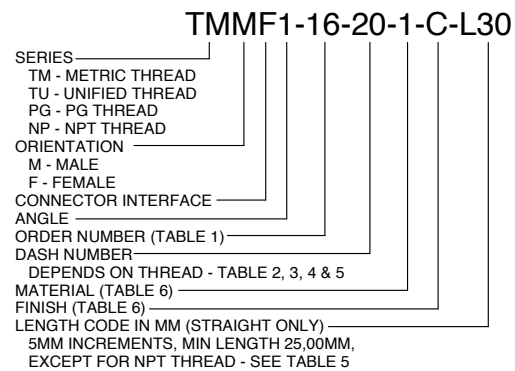 TMMF1-16-20-1-C-L30
SERIES
TM - METRIC THREAD
TU - UNIFIED THREAD
PG - PG THREAD
NP - NPT THREAD
ORIENTATION
M - MALE
F - FEMALE
CONNECTOR INTERFACE
ANGLE
ORDER NUMBER (TABLE 1)
DASH NUMBER
DEPENDS ON THREAD - TABLE 2, 3, 4 & 5
MATERIAL (TABLE 6)
FINISH (TABLE 6)
LENGTH CODE IN MM (STRAIGHT ONLY)
5MM INCREMENTS, MIN LENGTH 25,00MM,
EXCEPT FOR NPT THREAD - SEE TABLE 5